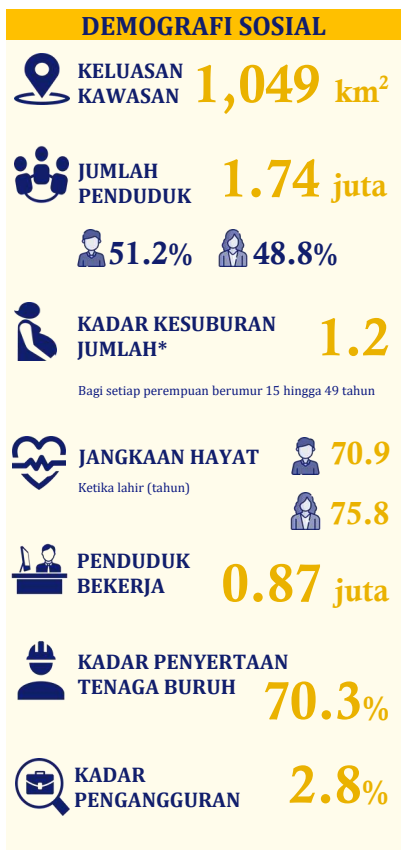 DEMOGRAFI SOSIAL
KELUASAN
KAWASAN
1,049 km²
JUMLAH
PENDUDUK
1.74 juta
51.2% 48.8%
KADAR KESUBURAN
JUMLAH*
1.2
Bagi setiap perempuan berumur 15 hingga 49 tahun
JANGKAAN HAYAT
Ketika lahir (tahun)
70.9
75.8
PENDUDUK
BEKERJA
0.87 juta
KADAR PENYERTAAN
TENAGA BURUH
70.3%
KADAR
PENGANGGURAN
2.8%